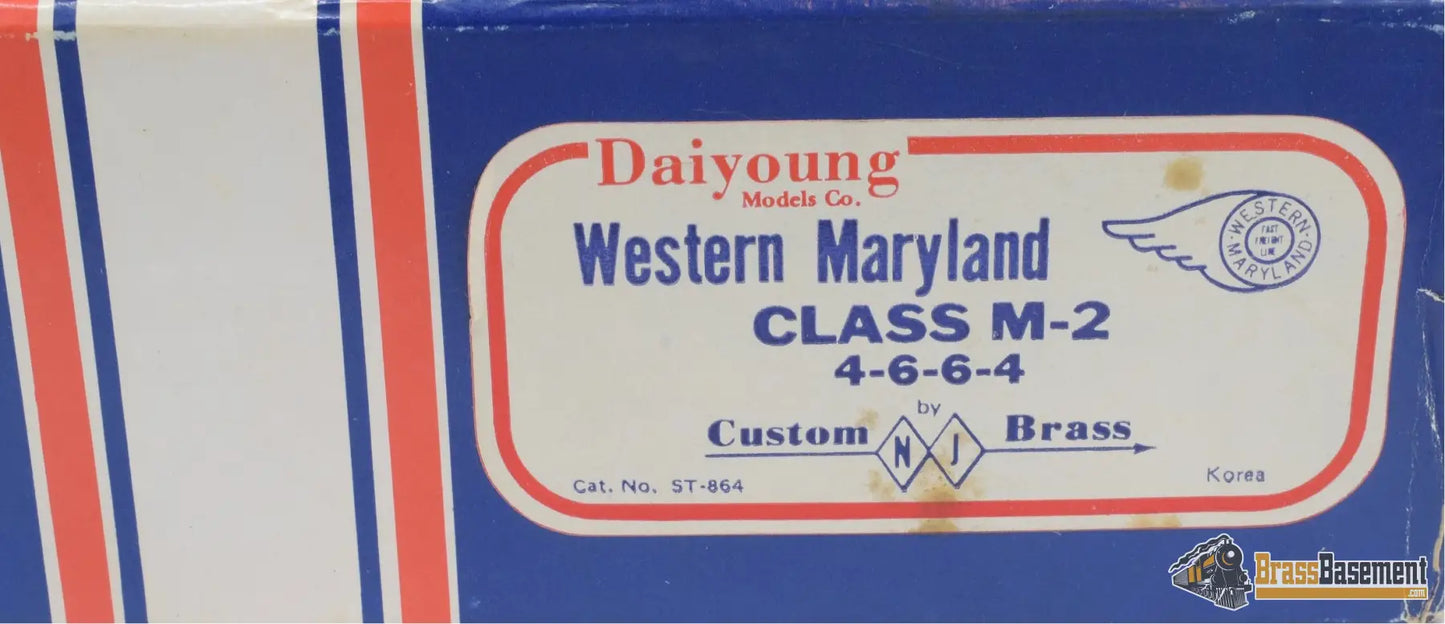 Daiyoung
Models Co.
Western Maryland
WESTERN MARYLAND
FAST
FREIGHT
LINE
CLASS M-2
4-6-6-4
by
Custom NJ Brass
Cat. No. ST-864
Korea
BrassBasement
.com